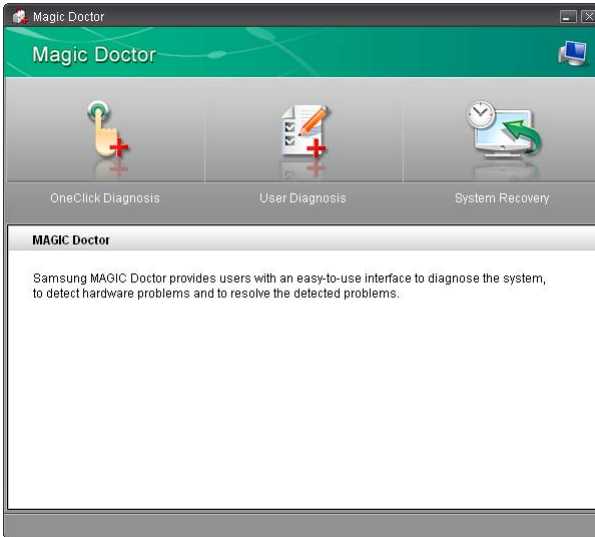 Magic Doctor
Magic Doctor
OneClick Diagnosis
User Diagnosis
System Recovery
MAGIC Doctor
Samsung MAGIC Doctor provides users with an easy-to-use interface to diagnose the system,
to detect hardware problems and to resolve the detected problems.